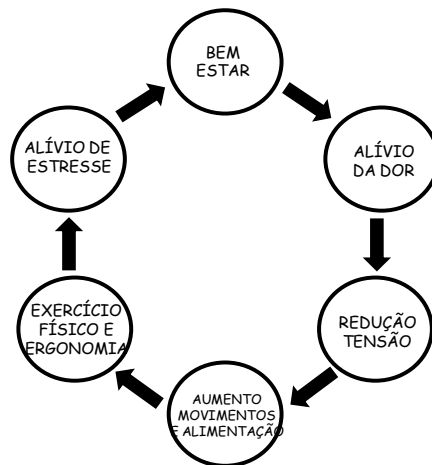 BEM
ESTAR
ALÍVIO
DA DOR
REDUÇÃO
TENSÃO
AUMENTO
MOVIMENTOS
E ALIMENTAÇÃO
EXERCÍCIO
FÍSICO E
ERGONOMIA
ALÍVIO DE
ESTRESSE